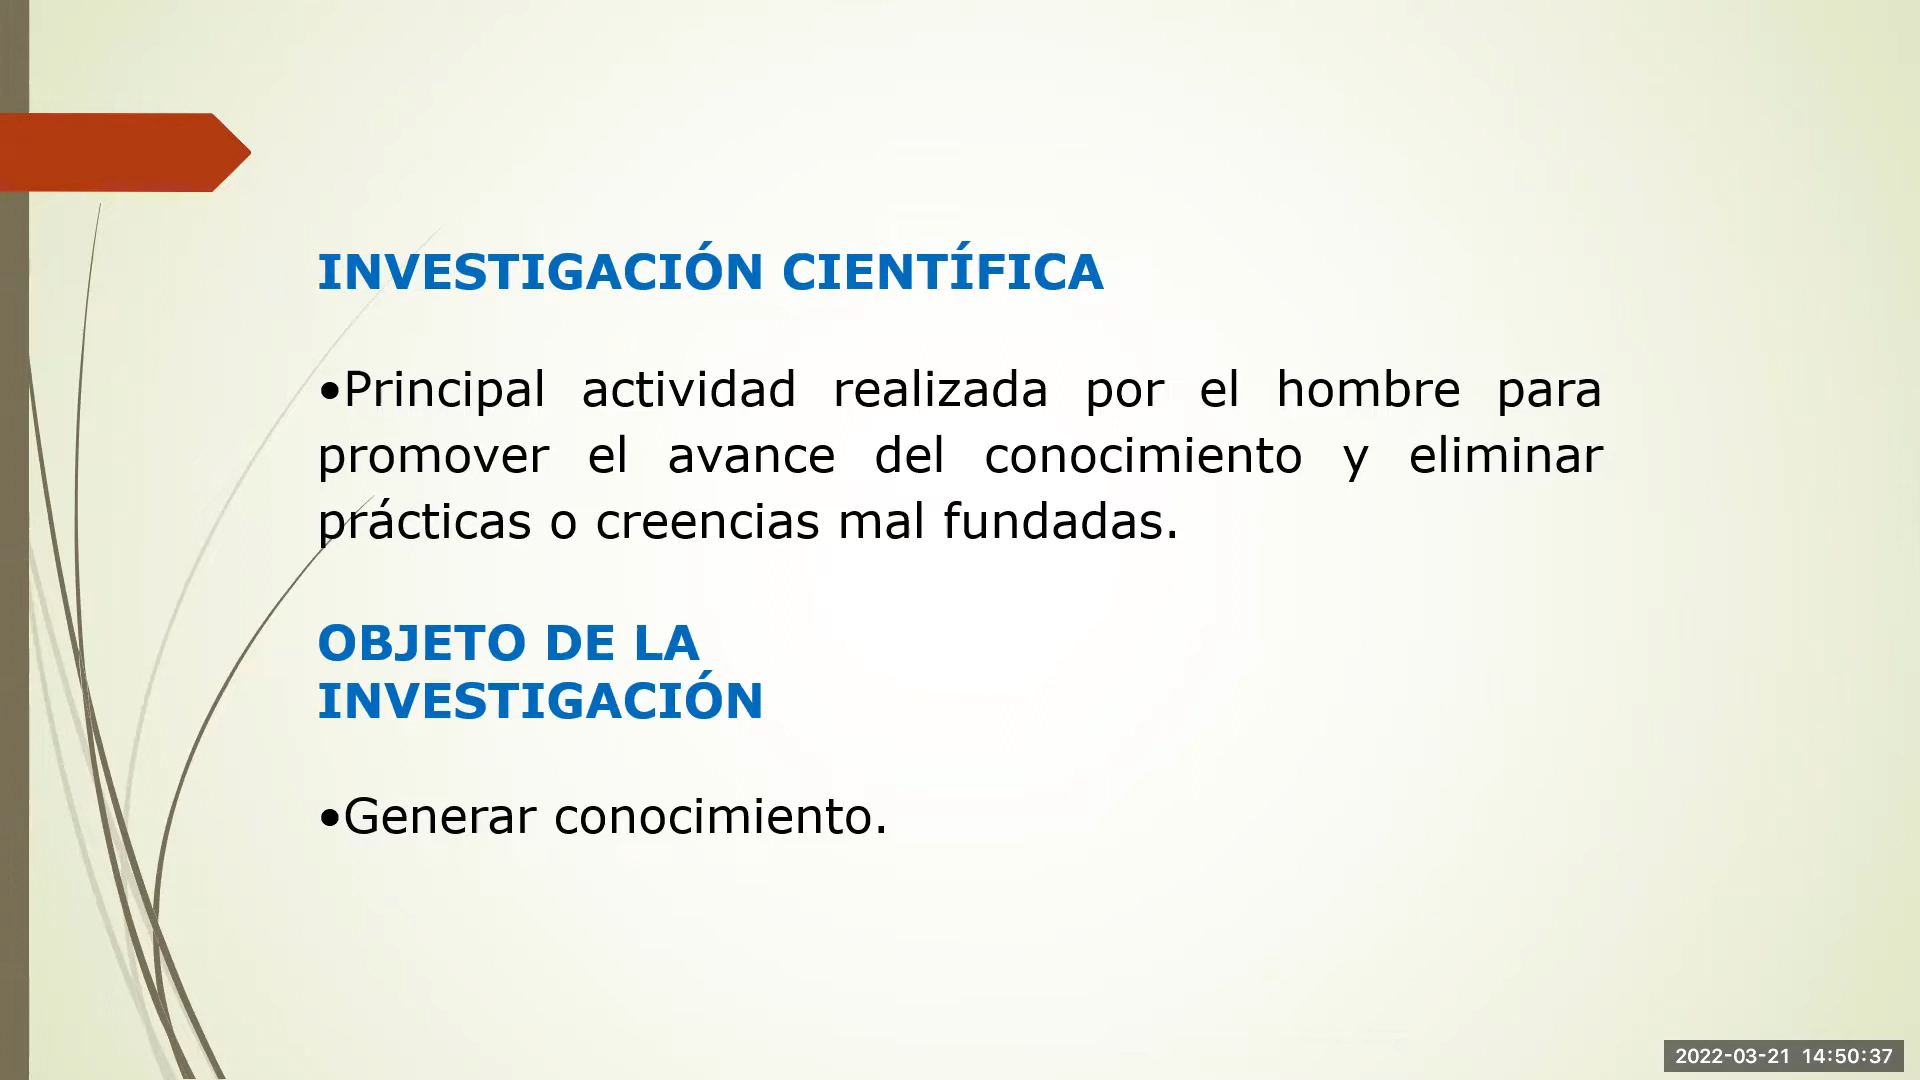 INVESTIGACIÓN CIENTÍFICA
•Principal actividad realizada por el hombre para
promover el avance del conocimiento y eliminar
prácticas o creencias mal fundadas.
OBJETO DE LA
INVESTIGACIÓN
•Generar conocimiento.
2022-03-21 14:50:37